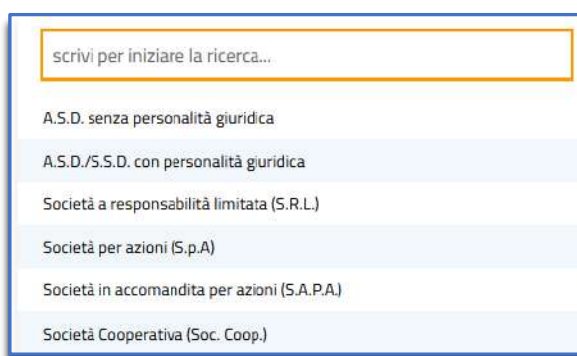 scrivi per iniziare la ricerca...
A.S.D. senza personalità giuridica
A.S.D./S.S.D. con personalità giuridica
Società a responsabilità limitata (S.R.L.)
Società per azioni (S.p.A)
Società in accomandita per azioni (S.A.P.A.)
Società Cooperativa (Soc. Coop.)